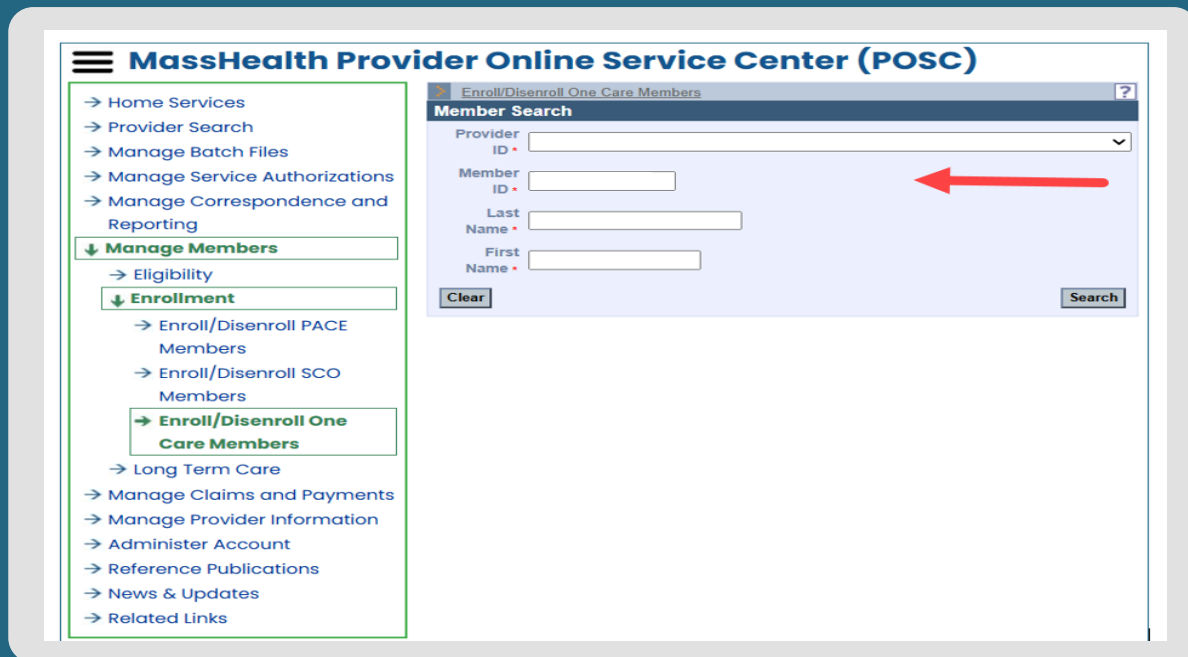 MassHealth Provider Online Service Center (POSC)
→ Home Services
→ Provider Search
→ Manage Batch Files
→ Manage Service Authorizations
→ Manage Correspondence and
Reporting
↓ Manage Members
→ Eligibility
↓ Enrollment
→ Enroll/Disenroll PACE
Members
→ Enroll/Disenroll SCO
Members
→ Enroll/Disenroll One
Care Members
→ Long Term Care
→ Manage Claims and Payments
→ Manage Provider Information
→ Administer Account
→ Reference Publications
→ News & Updates
→ Related Links
> Enroll/Disenroll One Care Members ?
Member Search
Provider
ID *
Member
ID *
Last
Name *
First
Name *
Clear Search